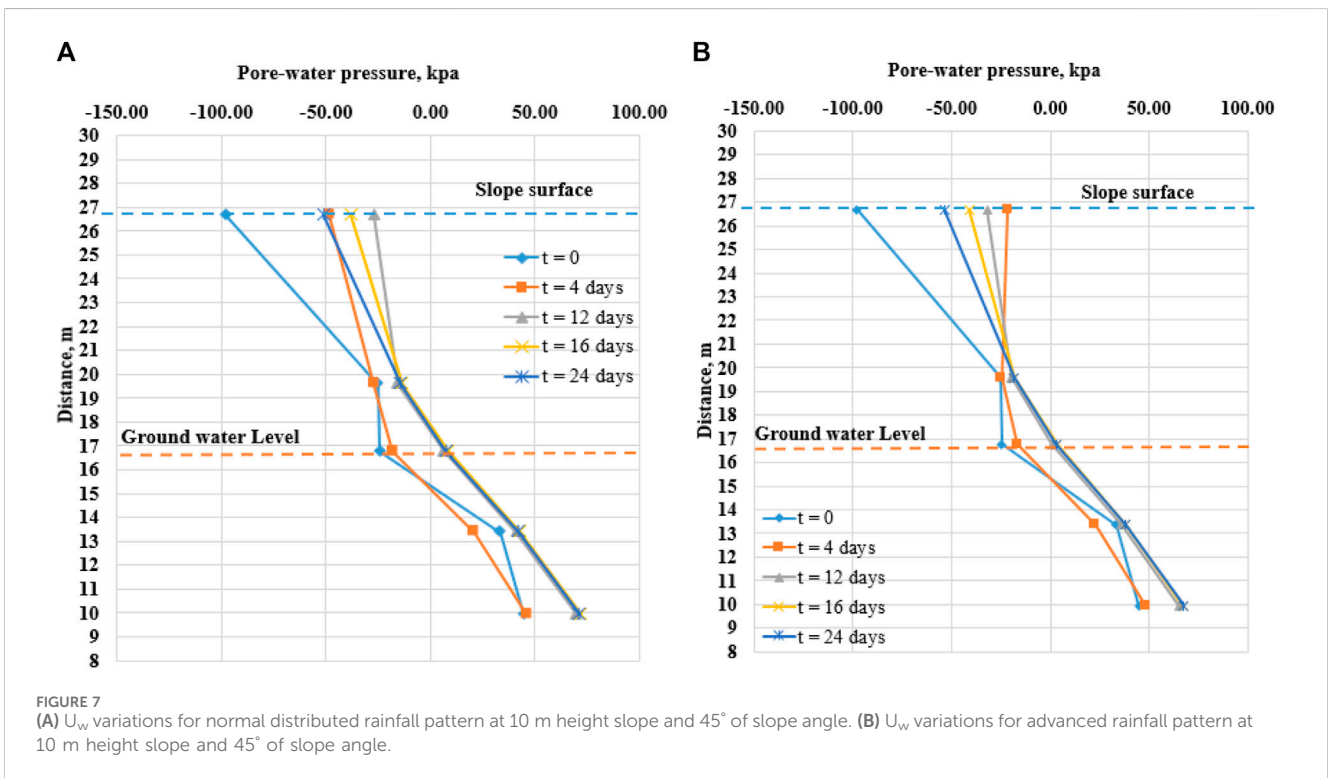 A
Pore-water pressure, kpa
-150.00 -100.00 -50.00 0.00 50.00 100.00
30
29
28
27
26
25
24
23
22
21
20
19
18
17
16
15
14
13
12
11
10
9
8
Distance, m
Slope surface
t = 0
t = 4 days
t = 12 days
t = 16 days
t = 24 days
Ground water Level
B
Pore-water pressure, kpa
-150.00 -100.00 -50.00 0.00 50.00 100.00
30
29
28
27
26
25
24
23
22
21
20
19
18
17
16
15
14
13
12
11
10
9
8
Distance, m
Slope surface
Ground water Level
t = 0
t = 4 days
t = 12 days
t = 16 days
t = 24 days
FIGURE 7
(A) Uw variations for normal distributed rainfall pattern at 10 m height slope and 45° of slope angle. (B) Uw variations for advanced rainfall pattern at
10 m height slope and 45° of slope angle.